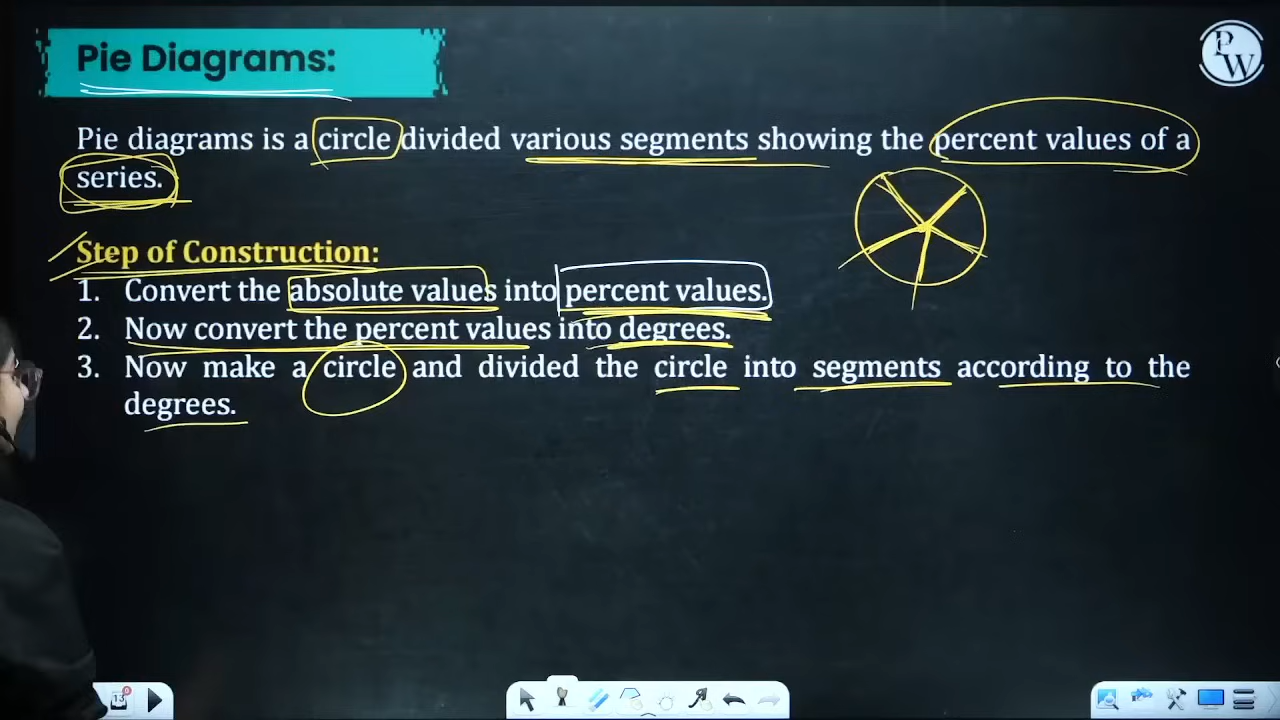 Pie Diagrams:
PW
Pie diagrams is a circle divided various segments showing the percent values of a
series.
Step of Construction:
1. Convert the absolute values into percent values.
2. Now convert the percent values into degrees.
3. Now make a circle and divided the circle into segments according to the
degrees.
13